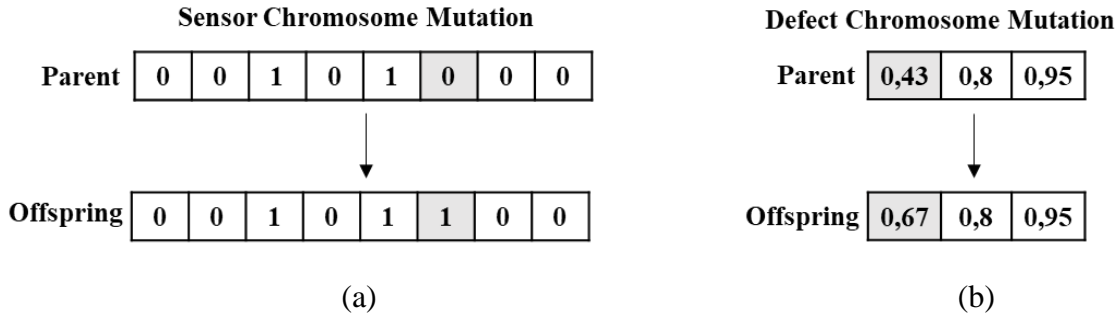 Sensor Chromosome Mutation
Parent 0 0 1 0 1 0 0 0
Offspring 0 0 1 0 1 1 0 0
(a)
Defect Chromosome Mutation
Parent 0,43 0,8 0,95
Offspring 0,67 0,8 0,95
(b)